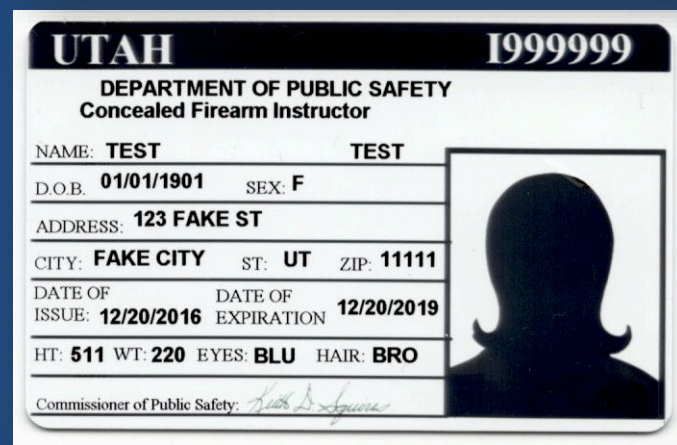 UTAH I999999
DEPARTMENT OF PUBLIC SAFETY
Concealed Firearm Instructor
NAME: TEST TEST
D.O.B. 01/01/1901 SEX: F
ADDRESS: 123 FAKE ST
CITY: FAKE CITY ST: UT ZIP: 11111
DATE OF ISSUE: 12/20/2016 DATE OF EXPIRATION 12/20/2019
HT: 511 WT: 220 EYES: BLU HAIR: BRO
Commissioner of Public Safety: Keith D Squires